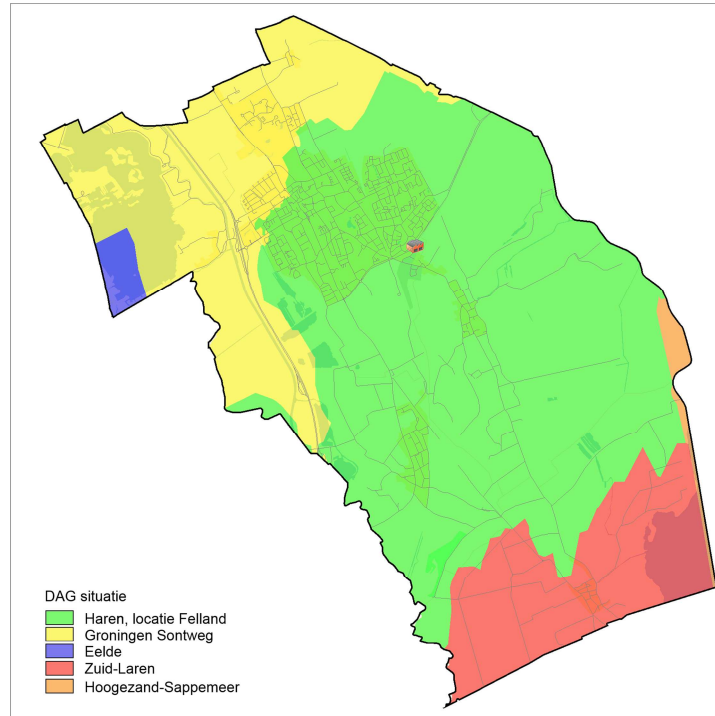 DAG situatie
Haren, locatie Felland
Groningen Sontweg
Eelde
Zuid-Laren
Hoogezand-Sappemeer